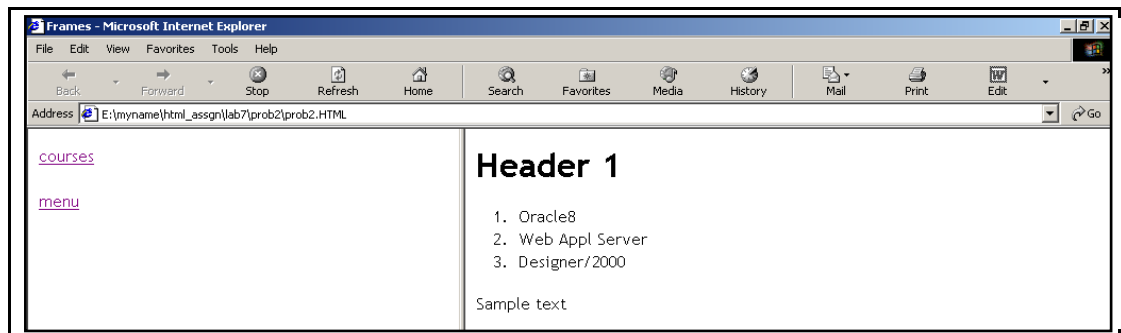 Frames - Microsoft Internet Explorer
File Edit View Favorites Tools Help
Back Forward Stop Refresh Home Search Favorites Media History Mail Print Edit »
Address E:\myname\html_assgn\lab7\prob2\prob2.HTML Go
courses
menu
Header 1
1. Oracle8
2. Web Appl Server
3. Designer/2000
Sample text